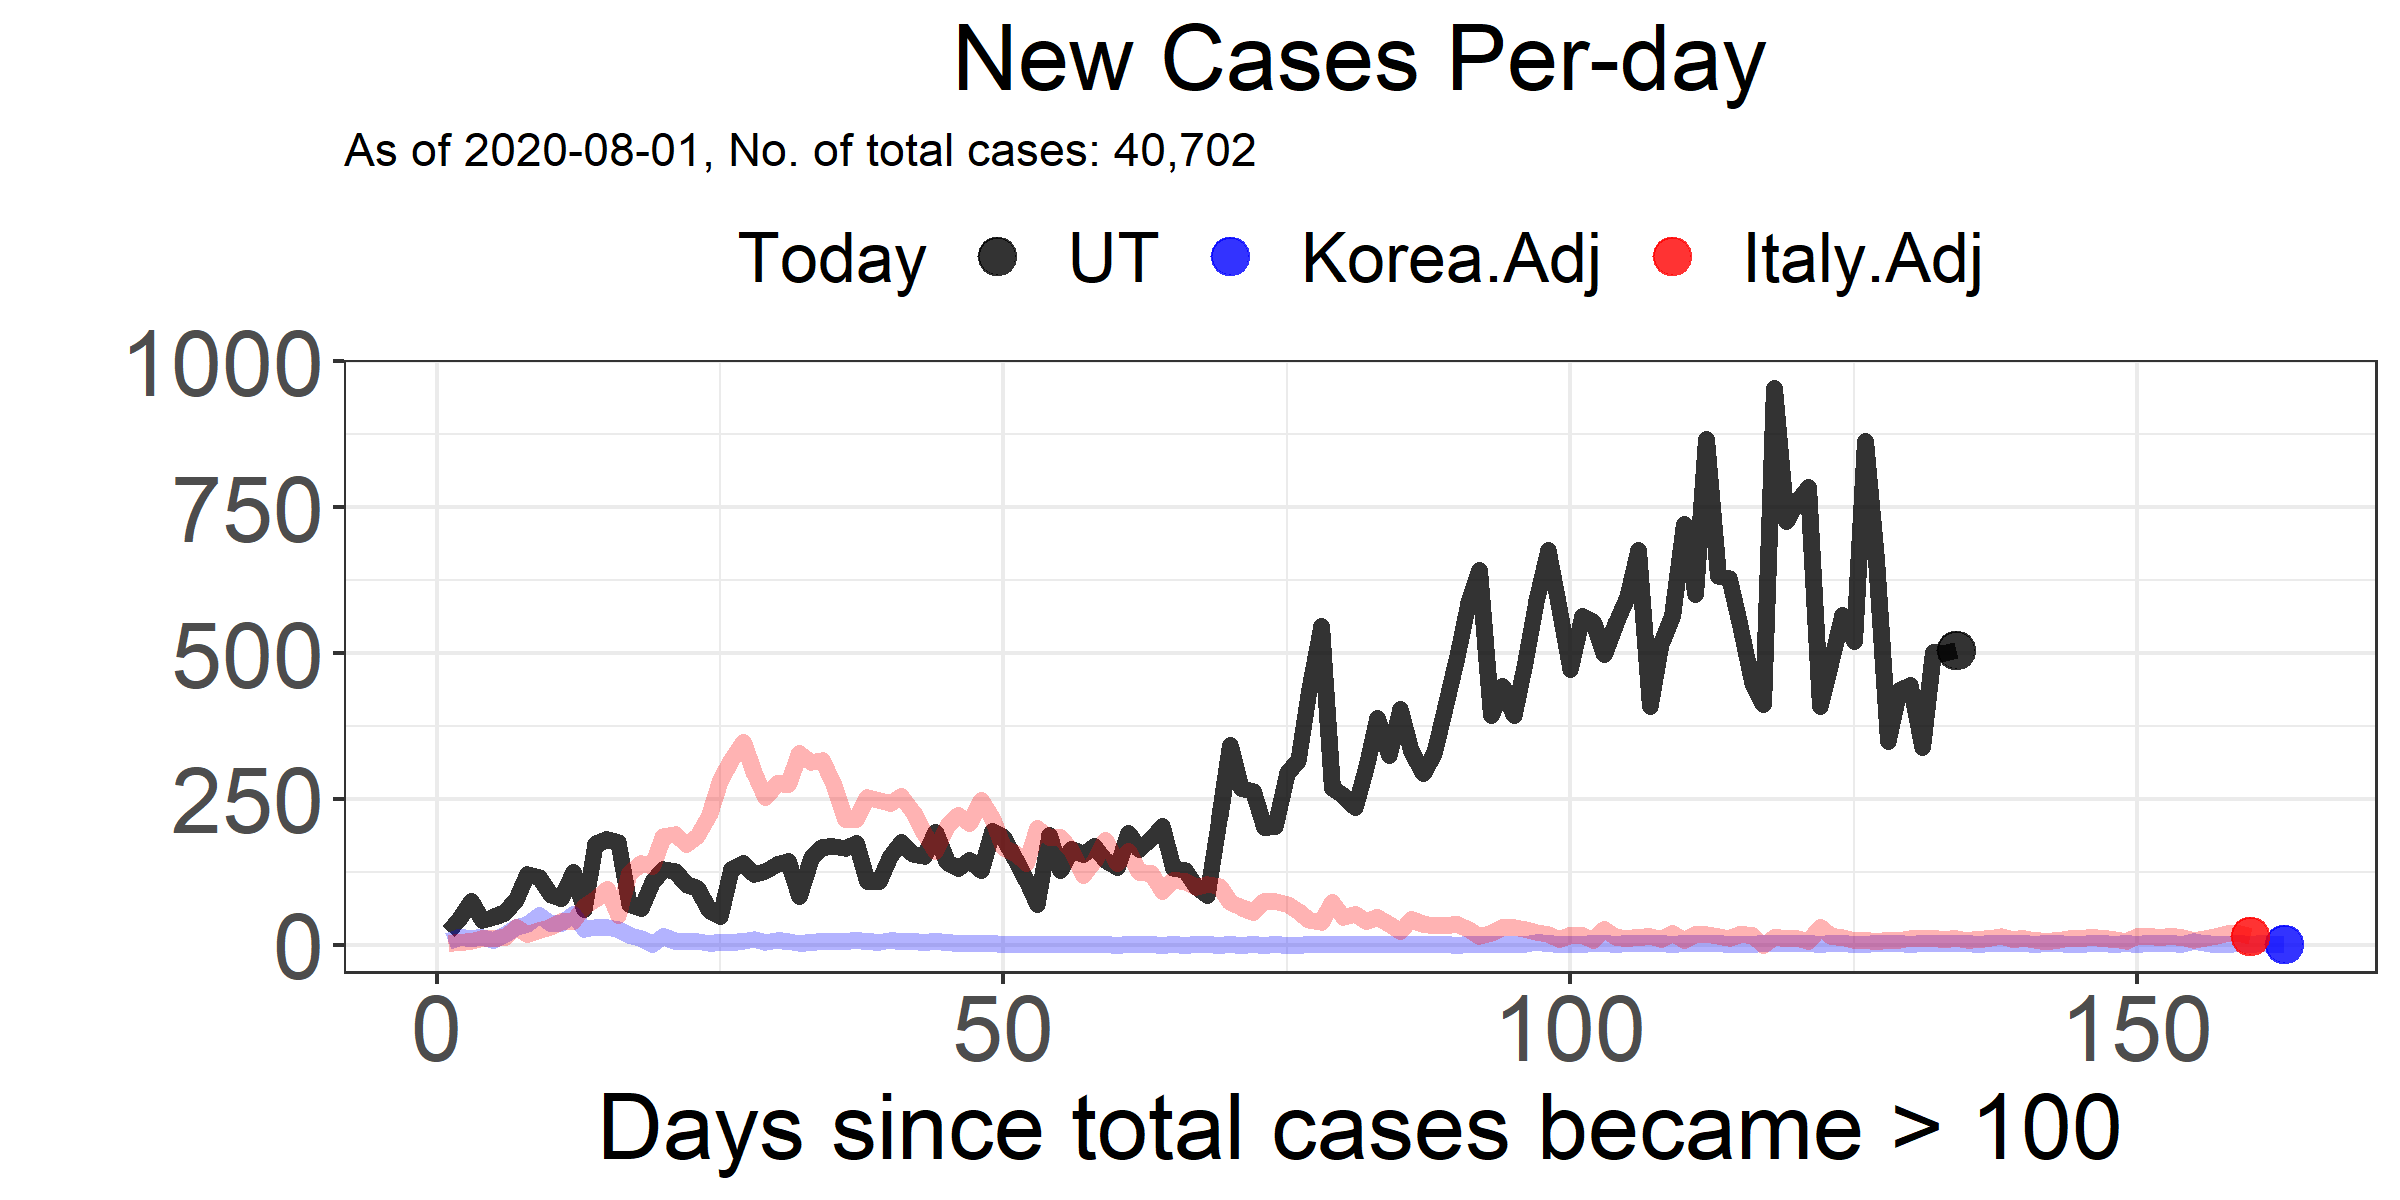 New Cases Per-day
As of 2020-08-01, No. of total cases: 40,702
Today UT Korea.Adj Italy.Adj
1000
750
500
250
0
0 50 100 150
Days since total cases became > 100